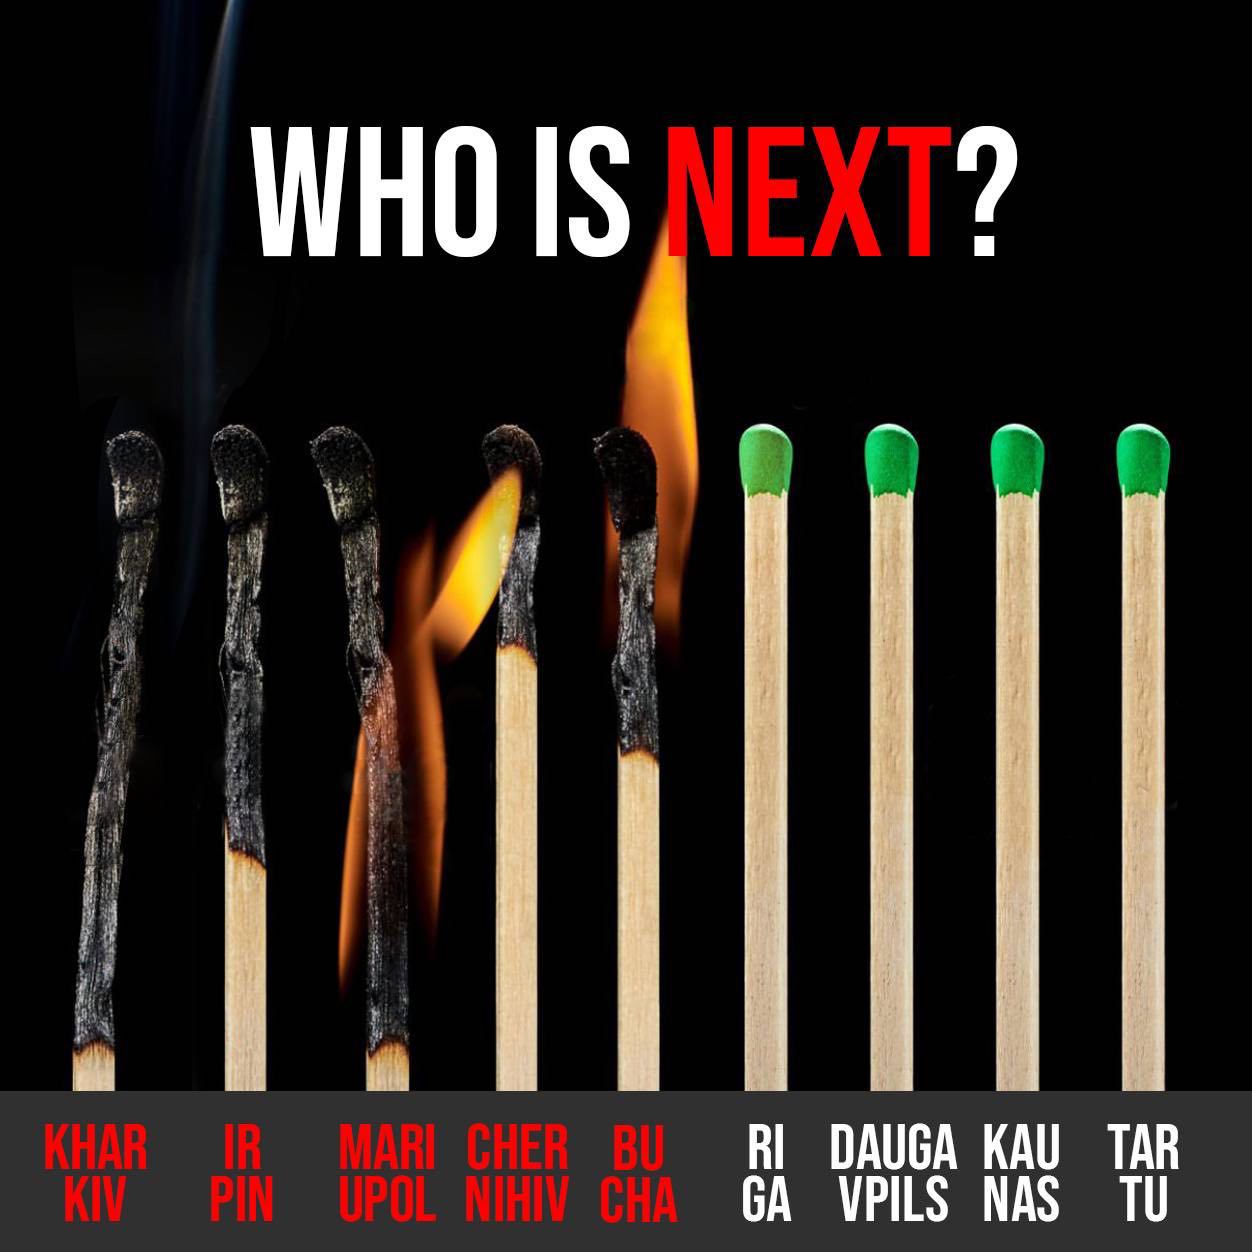 WHO IS NEXT?
KHAR
KIV
IR
PIN
MARI
UPOL
CHER
NIHIV
BU
CHA
RI
GA
DAUGA
VPILS
KAU
NAS
TAR
TU